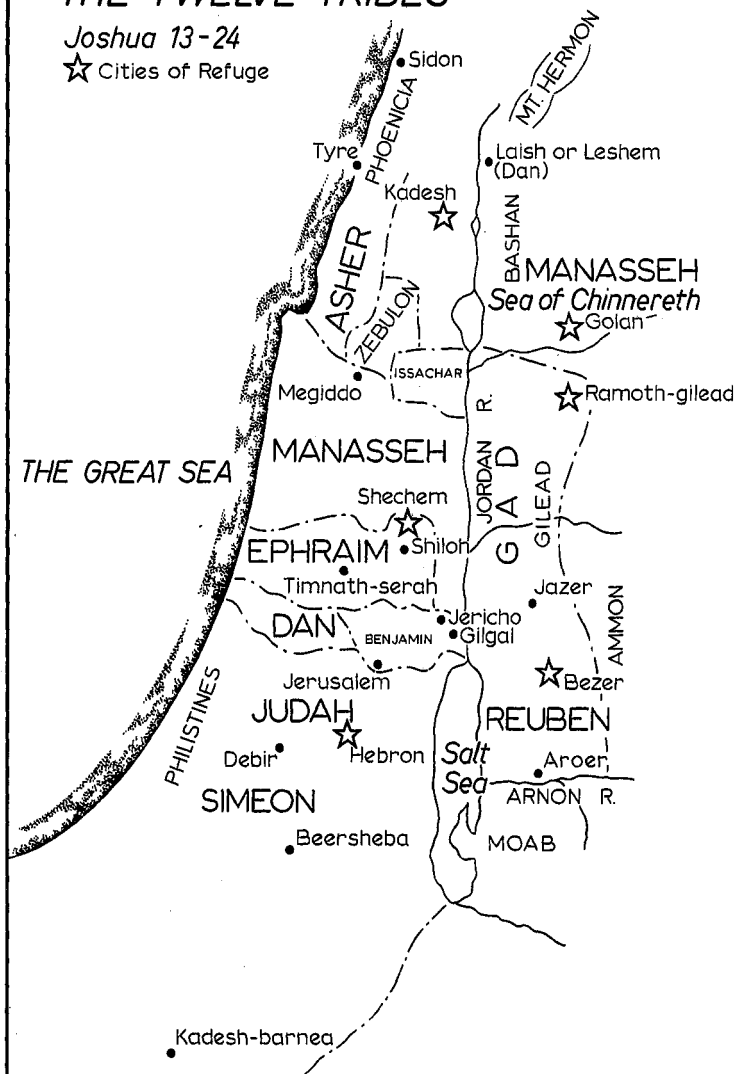 THE TWELVE TRIBES
Joshua 13-24
☆ Cities of Refuge
Sidon
MT. HERMON
PHOENICIA
Tyre
Laish or Leshem
(Dan)
Kadesh
BASHAN
ASHER
MANASSEH
Sea of Chinnereth
ZEBULON
Golan
ISSACHAR
Megiddo
Ramoth-gilead
JORDAN R.
MANASSEH
THE GREAT SEA
GAD
GILEAD
Shechem
EPHRAIM
Shiloh
Timnath-serah
Jazer
Jericho
DAN
BENJAMIN
Gilgal
AMMON
Jerusalem
Bezer
PHILISTINES
JUDAH
REUBEN
Debir
Hebron
Salt
Sea
Aroer
SIMEON
ARNON R.
Beersheba
MOAB
Kadesh-barnea